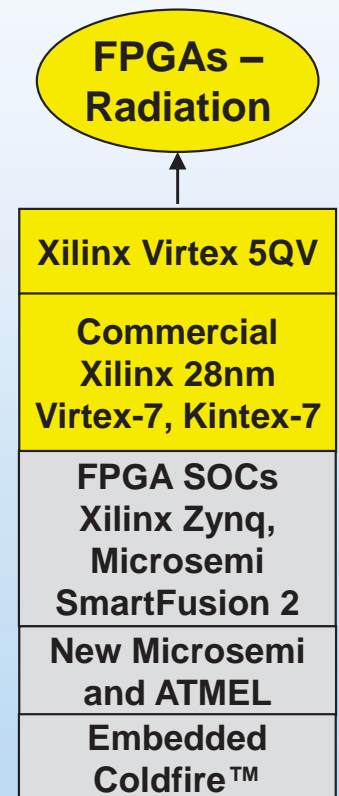 FPGAs –
Radiation
Xilinx Virtex 5QV
Commercial
Xilinx 28nm
Virtex-7, Kintex-7
FPGA SOCs
Xilinx Zynq,
Microsemi
SmartFusion 2
New Microsemi
and ATMEL
Embedded
Coldfire™